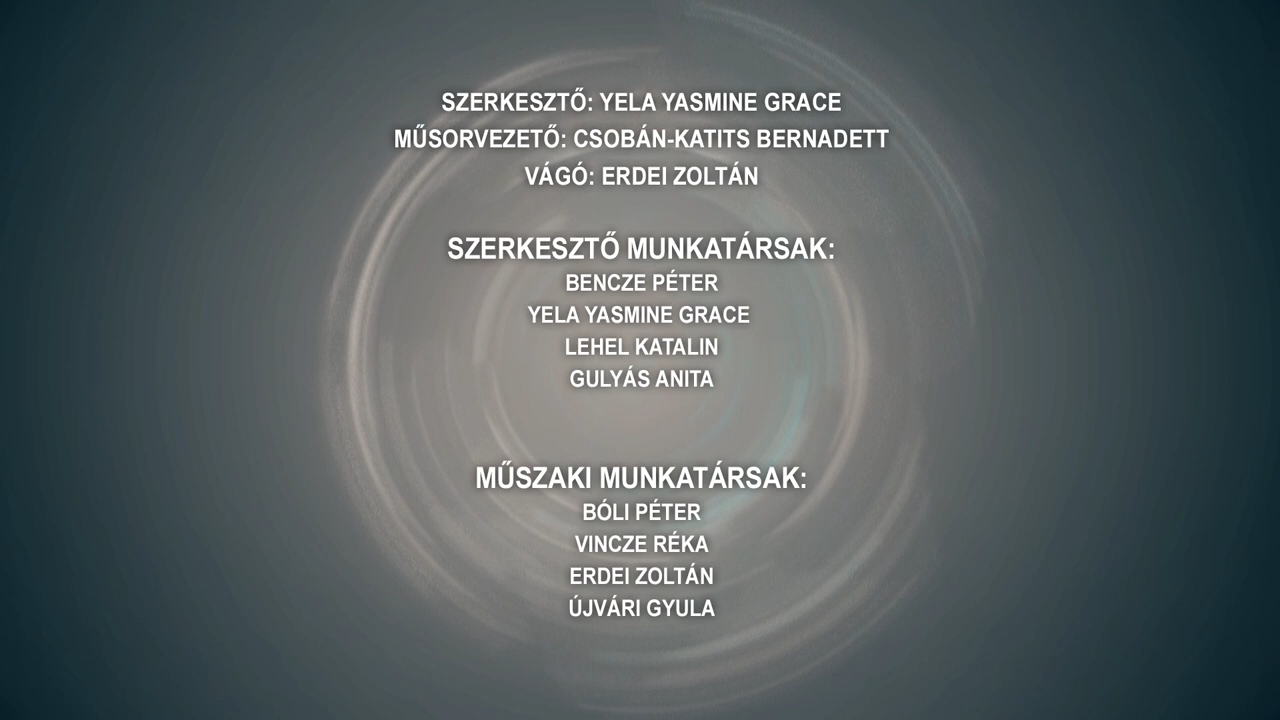 SZERKESZTŐ: YELA YASMINE GRACE
MŰSORVEZETŐ: CSOBÁN-KATITS BERNADETT
VÁGÓ: ERDEI ZOLTÁN
SZERKESZTŐ MUNKATÁRSAK:
BENCZE PÉTER
YELA YASMINE GRACE
LEHEL KATALIN
GULYÁS ANITA
MŰSZAKI MUNKATÁRSAK:
BÓLI PÉTER
VINCZE RÉKA
ERDEI ZOLTÁN
ÚJVÁRI GYULA